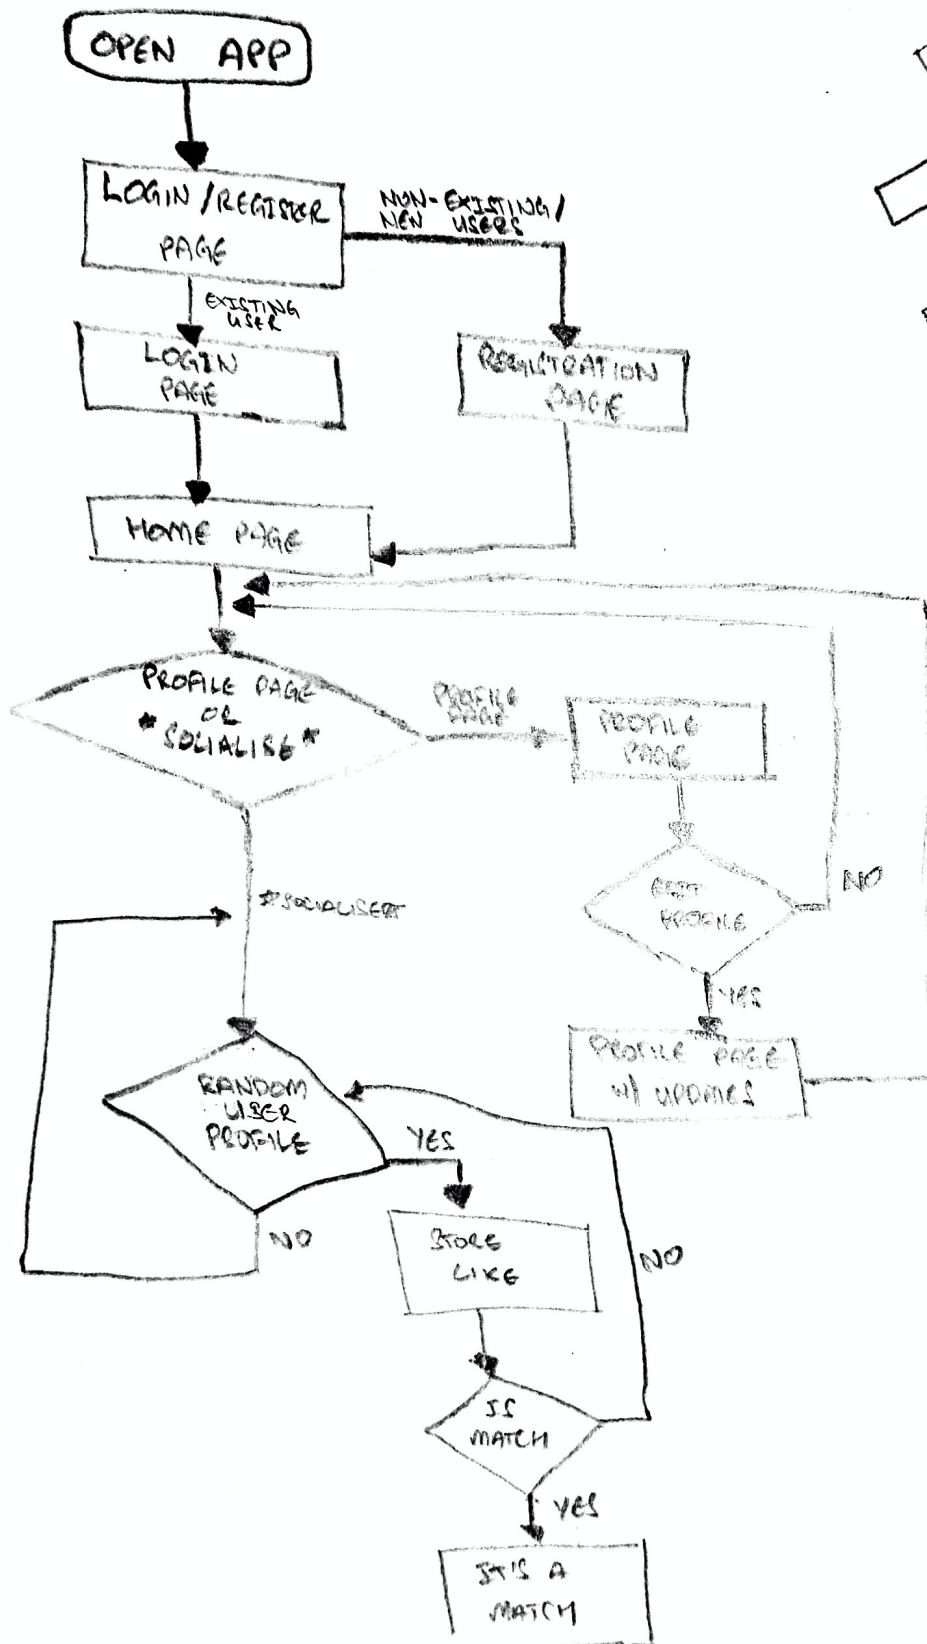 OPEN APP
LOGIN/REGISTER
PAGE
NON-EXISTING/
NEW USERS
EXISTING
USER
LOGIN
PAGE
REGISTRATION
PAGE
HOME PAGE
PROFILE PAGE
OR
*SOCIALISE*
PROFILE
PAGE
PROFILE
PAGE
EDIT
PROFILE
NO
YES
PROFILE PAGE
W/ UPDATES
*SOCIALISE*
RANDOM
USER
PROFILE
YES
NO
STORE
LIKE
NO
IS
MATCH
YES
IT'S A
MATCH